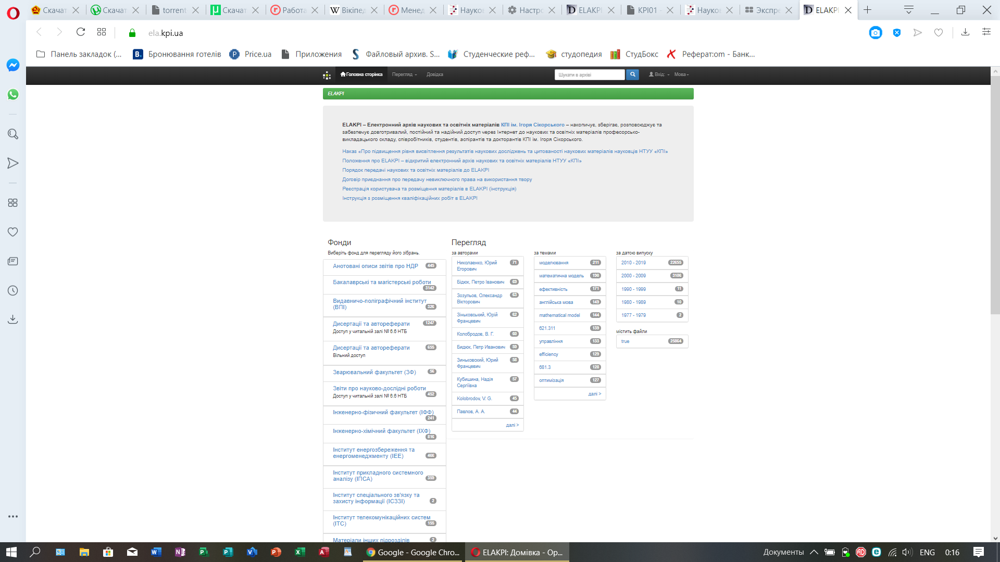 Скачат
Скачат
torrent
Скачат
Работа
Вікіпед
Менед
Науков
Настро
ELAKPI
KPI01 -
Науков
Экспре
ELAKPI
ela.kpi.ua
Панель закладок (...
Бронювання готелів
Price.ua
Приложения
Файловый архив. S...
Студенческие реф...
студопедия
СтудБокс
Реферат:om - Банк...
Головна сторінка
Перегляд
Довідка
Шукати в архіві
Вхід:
Мова
ELAKPI
ELAKPI – Електронний архів наукових та освітніх матеріалів КПІ ім. Ігоря Сікорського – накопичує, зберігає, розповсюджує та
забезпечує довготривалий, постійний та надійний доступ через Інтернет до наукових та освітніх матеріалів професорсько-
викладацького складу, співробітників, студентів, аспірантів та докторантів КПІ ім. Ігоря Сікорського.
Наказ «Про підвищення рівня висвітлення результатів наукових досліджень та цитованості наукових матеріалів науковців НТУУ «КПІ»
Положення про ELAKPI – відкритий електронний архів наукових та освітніх матеріалів НТУУ «КПІ»
Порядок передачі наукових та освітніх матеріалів до ELAKPI
Договір приєднання про передачу невиключного права на використання твору
Реєстрація користувача та розміщення матеріалів в ELAKPI (інструкція)
Інструкція з розміщення кваліфікаційних робіт в ELAKPI
Фонди
Виберіть фонд для перегляду його зібрань.
Анотовані описи звітів про НДР 445
Бакалаврські та магістерські роботи
3142
Видавничо-поліграфічний інститут
(ВПІ) 326
Дисертації та автореферати 1247
Доступ у читальній залі № 6.6 НТБ
Дисертації та автореферати 655
Вільний доступ
Зварювальний факультет (ЗФ) 56
Звіти про науково-дослідні роботи
Доступ у читальній залі № 6.6 НТБ 452
Інженерно-фізичний факультет (ІФФ)
241
Інженерно-хімічний факультет (ІХФ)
816
Інститут енергозбереження та
енергоменеджменту (ІЕЕ) 466
Інститут прикладного системного
аналізу (ІПСА) 359
Інститут спеціального зв'язку та
захисту інформації (ІСЗЗІ) 2
Інститут телекомунікаційних систем
(ІТС) 155
Матеріали інших підрозділів 2
Перегляд
за авторами
Николаенко, Юрий 71
Егорович
Бідюк, Петро Іванович 69
Зозульов, Олександр 63
Вікторович
Зіньковський, Юрій 62
Францевич
Колобродов, В. Г. 60
Бидюк, Петр Иванович 59
Зиньковский, Юрий 58
Францевич
Кубишина, Надія 57
Сергіївна
Kolobrodov, V. G. 45
Павлов, А. А. 44
далі >
за темами
моделювання 211
математична модель 190
ефективність 171
англійська мова 149
mathematical model 144
621.311 139
управління 133
efficiency 129
681.3 128
оптимізація 127
далі >
за датою випуску
2010 - 2019 22655
2000 - 2009 3186
1990 - 1999 11
1980 - 1989 10
1977 - 1979 2
містить файли
true 25864
Google - Google Chro...
ELAKPI: Домівка - Op...
Документы
ENG
0:16